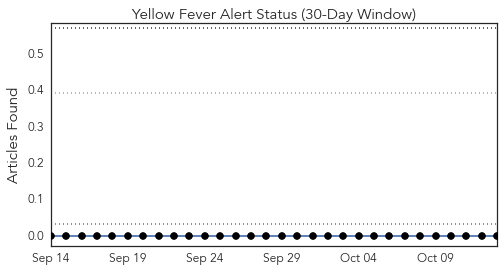 Yellow Fever Alert Status (30-Day Window)
Articles Found
0.5
0.4
0.3
0.2
0.1
0.0
Sep 14 Sep 19 Sep 24 Sep 29 Oct 04 Oct 09